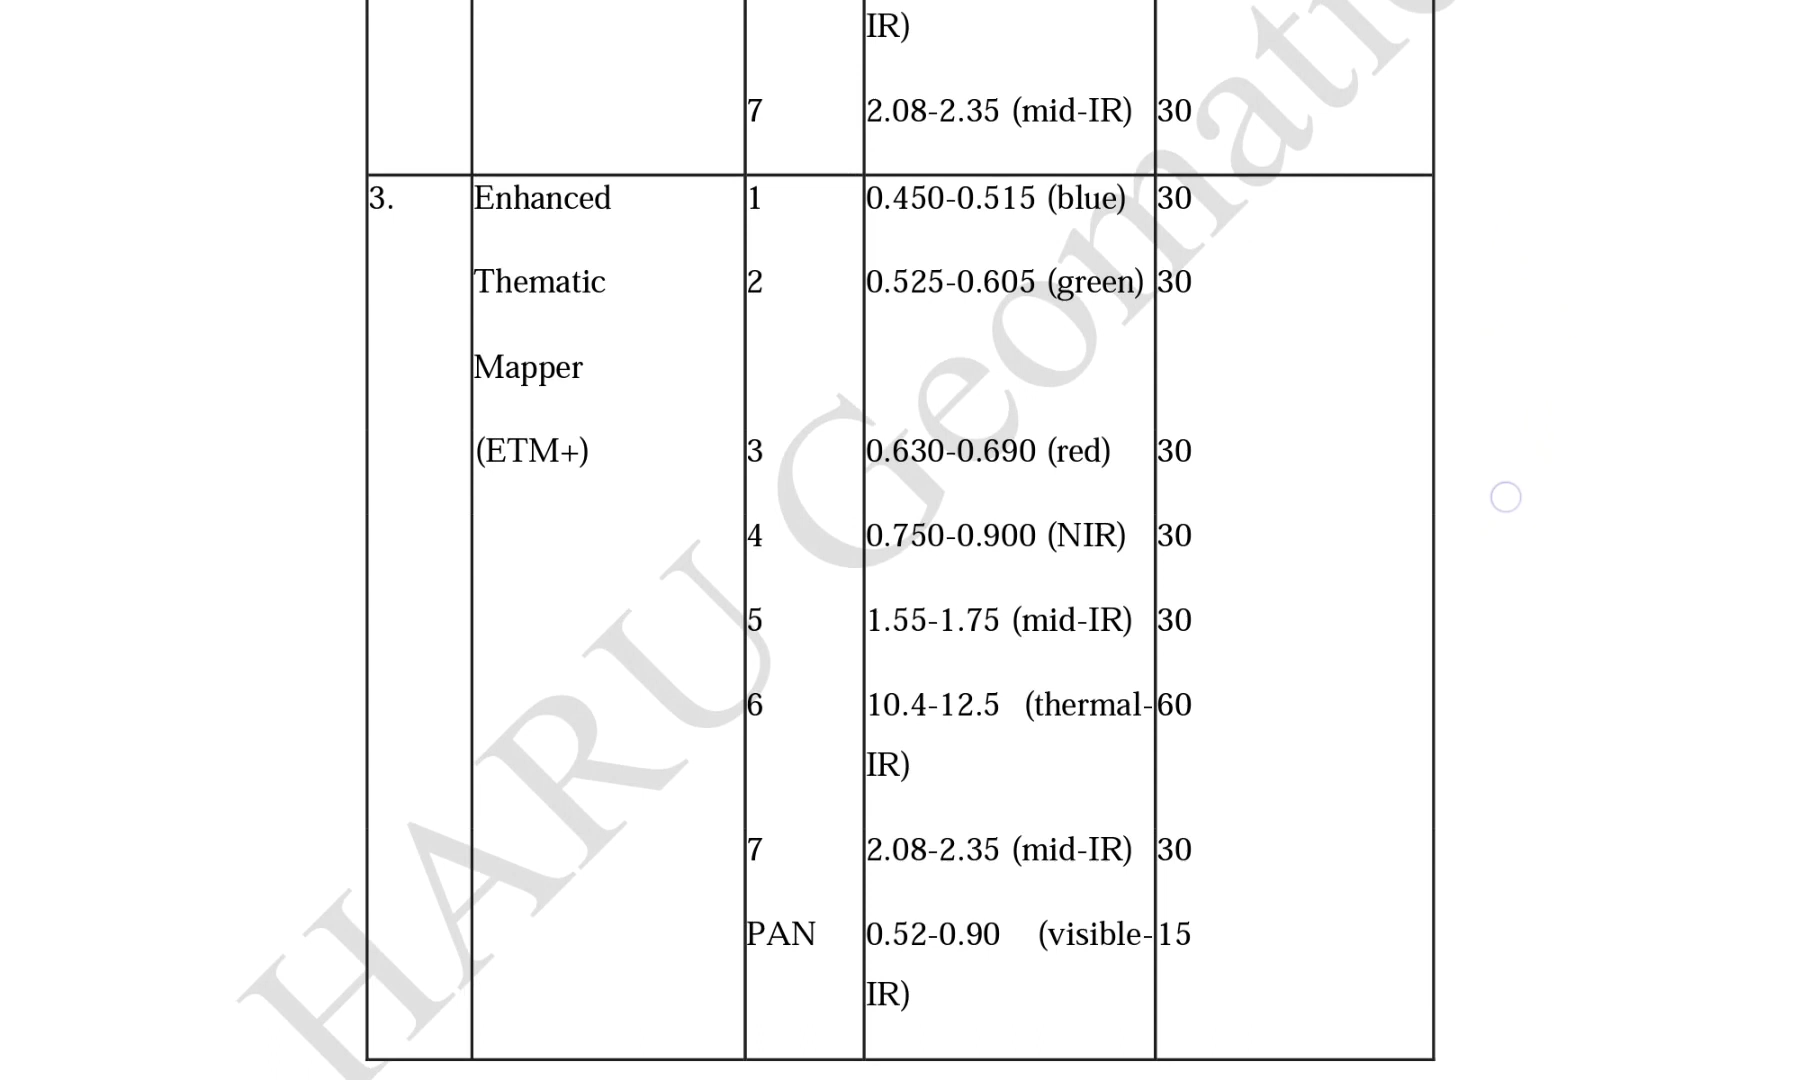 IR)
7 2.08-2.35 (mid-IR) 30
3. Enhanced 1 0.450-0.515 (blue) 30
Thematic 2 0.525-0.605 (green) 30
Mapper
(ETM+) 3 0.630-0.690 (red) 30
4 0.750-0.900 (NIR) 30
5 1.55-1.75 (mid-IR) 30
6 10.4-12.5 (thermal- 60
IR)
7 2.08-2.35 (mid-IR) 30
PAN 0.52-0.90 (visible- 15
IR)
HARU Geomatic